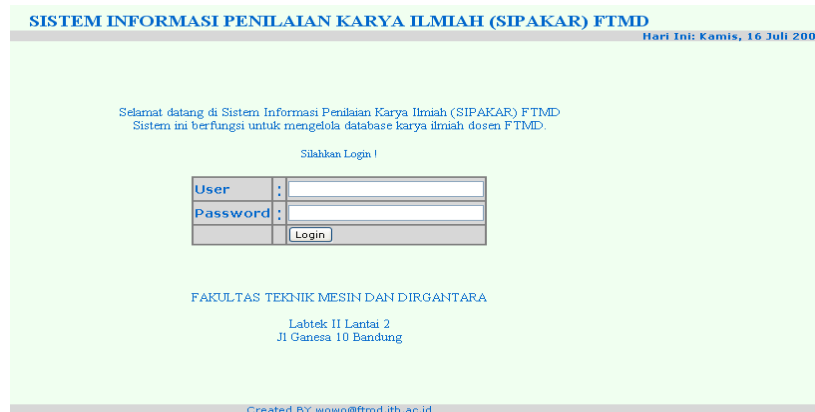 SISTEM INFORMASI PENILAIAN KARYA ILMIAH (SIPAKAR) FTMD
Hari Ini: Kamis, 16 Juli 200
Selamat datang di Sistem Informasi Penilaian Karya Ilmiah (SIPAKAR) FTMD
Sistem ini berfungsi untuk mengelola database karya ilmiah dosen FTMD.
Silahkan Login !
User :
Password :
Login
FAKULTAS TEKNIK MESIN DAN DIRGANTARA
Labtek II Lantai 2
Jl Ganesa 10 Bandung
Created BY wowo@ftmd.itb.ac.id